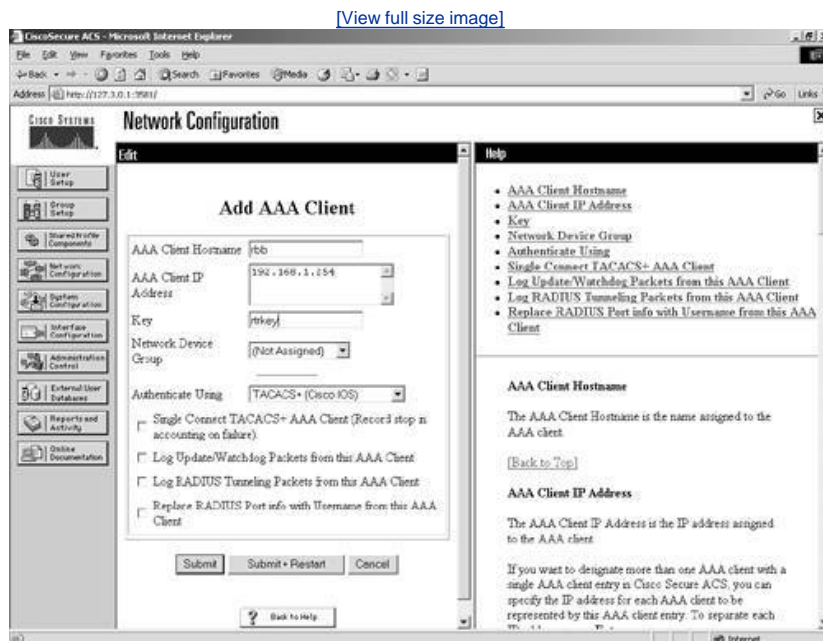 [View full size image]
CiscoSecure ACS - Microsoft Internet Explorer
File Edit View Favorites Tools Help
Back Search Favorites Media
Address http://127.0.0.1:3581/ Go Links
CISCO SYSTEMS
Network Configuration
User Setup
Group Setup
Shared Profile Components
Network Configuration
System Configuration
Interface Configuration
Administration Control
External User Databases
Reports and Activity
Online Documentation
Edit
Add AAA Client
AAA Client Hostname rbb
AAA Client IP Address 192.168.1.254
Key rtrkey
Network Device Group (Not Assigned)
Authenticate Using TACACS+ (Cisco IOS)
Single Connect TACACS+ AAA Client (Record stop in
accounting on failure).
Log Update/Watchdog Packets from this AAA Client
Log RADIUS Tunneling Packets from this AAA Client
Replace RADIUS Port info with Username from this AAA
Client
Submit Submit + Restart Cancel
? Back to Help
Help
AAA Client Hostname
AAA Client IP Address
Key
Network Device Group
Authenticate Using
Single Connect TACACS+ AAA Client
Log Update/Watchdog Packets from this AAA Client
Log RADIUS Tunneling Packets from this AAA Client
Replace RADIUS Port info with Username from this AAA
Client
AAA Client Hostname
The AAA Client Hostname is the name assigned to the
AAA client.
[Back to Top]
AAA Client IP Address
The AAA Client IP Address is the IP address assigned
to the AAA client
If you want to designate more than one AAA client with a
single AAA client entry in Cisco Secure ACS, you can
specify the IP address for each AAA client to be
represented by this AAA client entry. To separate each
Internet